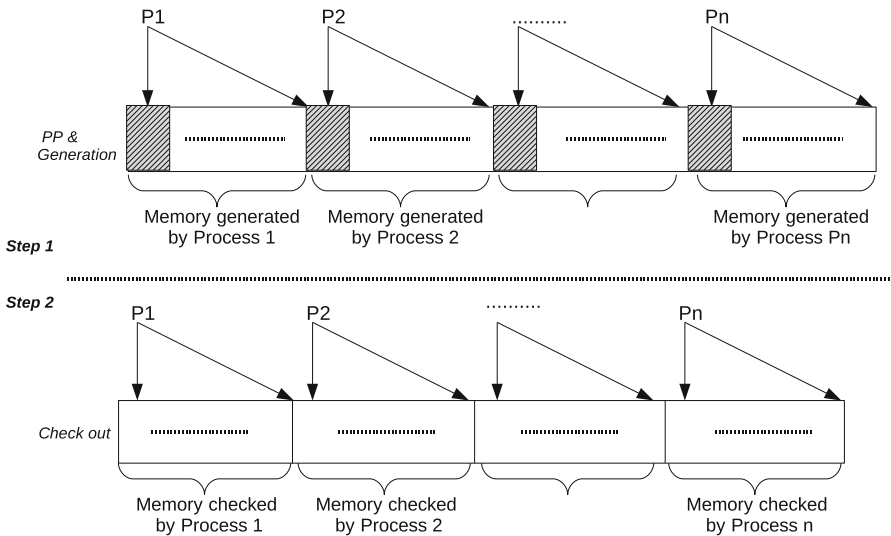 P1
P2
..........
Pn
PP &
Generation
Memory generated
by Process 1
Memory generated
by Process 2
Memory generated
by Process Pn
Step 1
Step 2
P1
P2
..........
Pn
Check out
Memory checked
by Process 1
Memory checked
by Process 2
Memory checked
by Process n